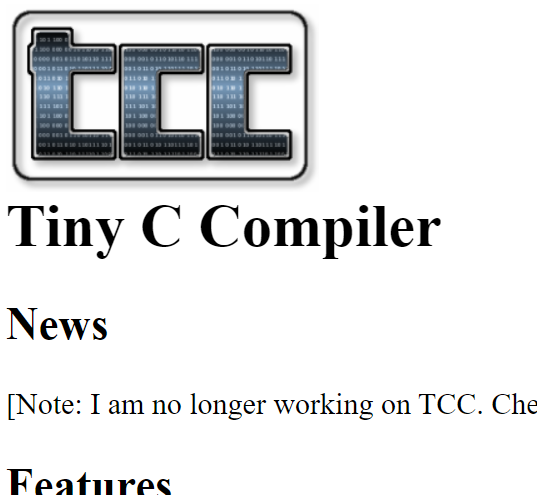 tcc
Tiny C Compiler
News
[Note: I am no longer working on TCC. Che
Features